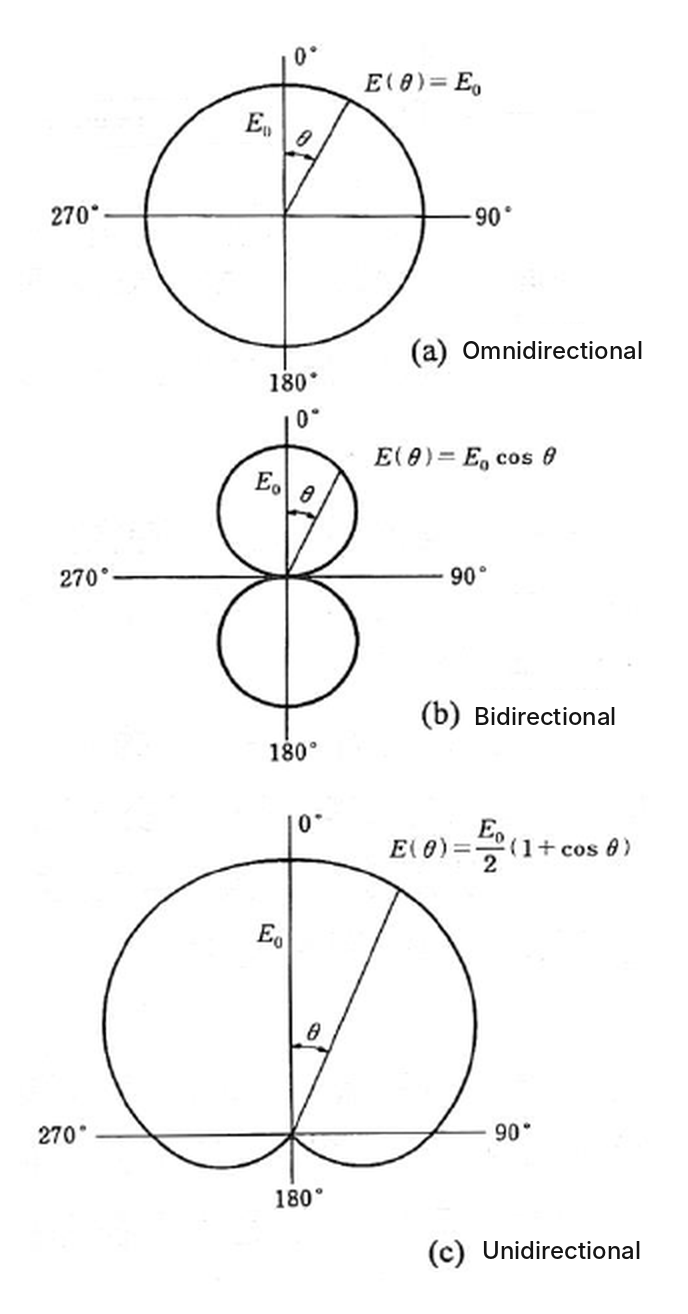 0°
E(θ)=E₀
E₀
θ
270°
90°
(a) Omnidirectional
180°
0°
E(θ)=E₀ cos θ
E₀
θ
270°
90°
(b) Bidirectional
180°
0°
E(θ)=E₀/2(1+cos θ)
E₀
θ
270°
90°
180°
(c) Unidirectional